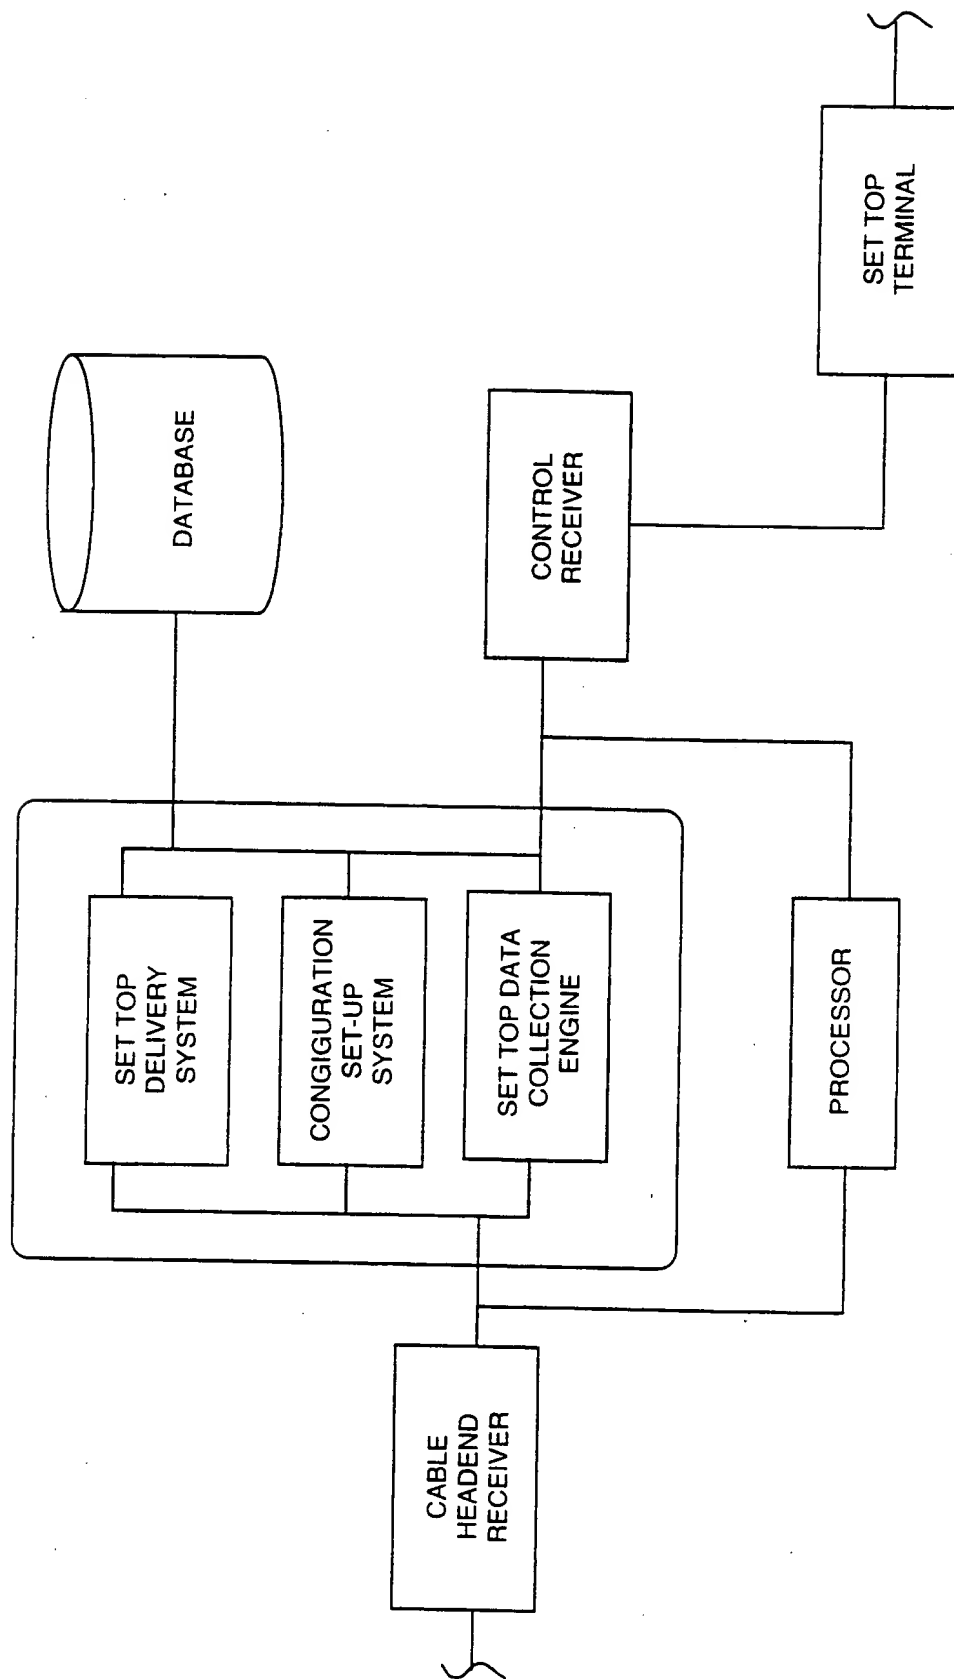 DATABASE
SET TOP
DELIVERY
SYSTEM
CONGIGURATION
SET-UP
SYSTEM
SET TOP DATA
COLLECTION
ENGINE
CABLE
HEADEND
RECEIVER
CONTROL
RECEIVER
PROCESSOR
SET TOP
TERMINAL